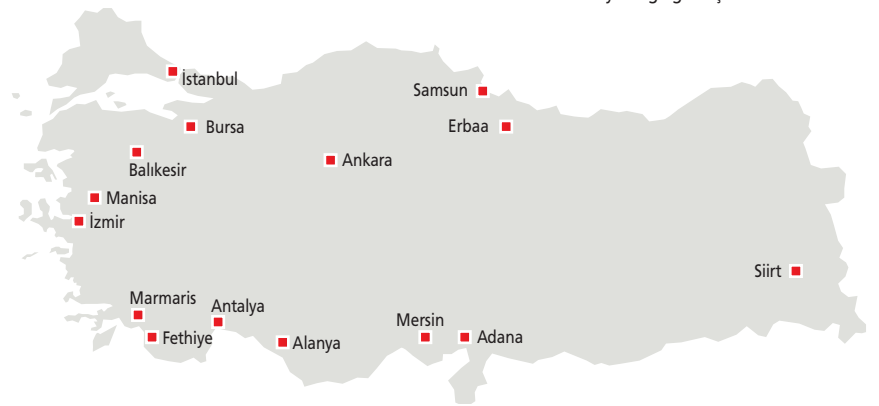 İstanbul
Samsun
Bursa
Erbaa
Ankara
Balıkesir
Manisa
İzmir
Siirt
Marmaris
Antalya
Mersin
Fethiye
Alanya
Adana